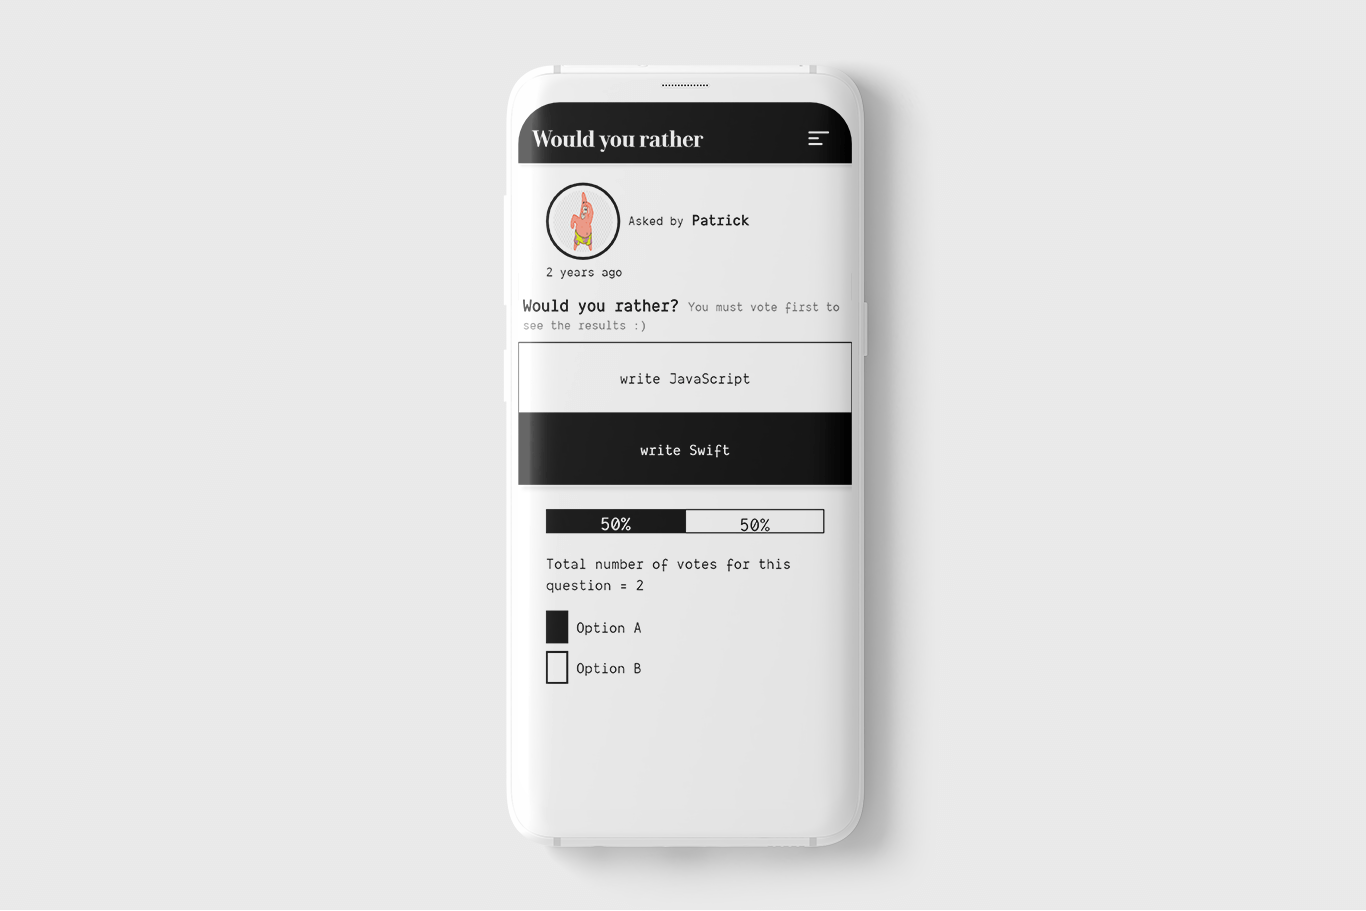 Would you rather
Asked by Patrick
2 years ago
Would you rather? You must vote first to
see the results :)
write JavaScript
write Swift
50% 50%
Total number of votes for this
question = 2
Option A
Option B